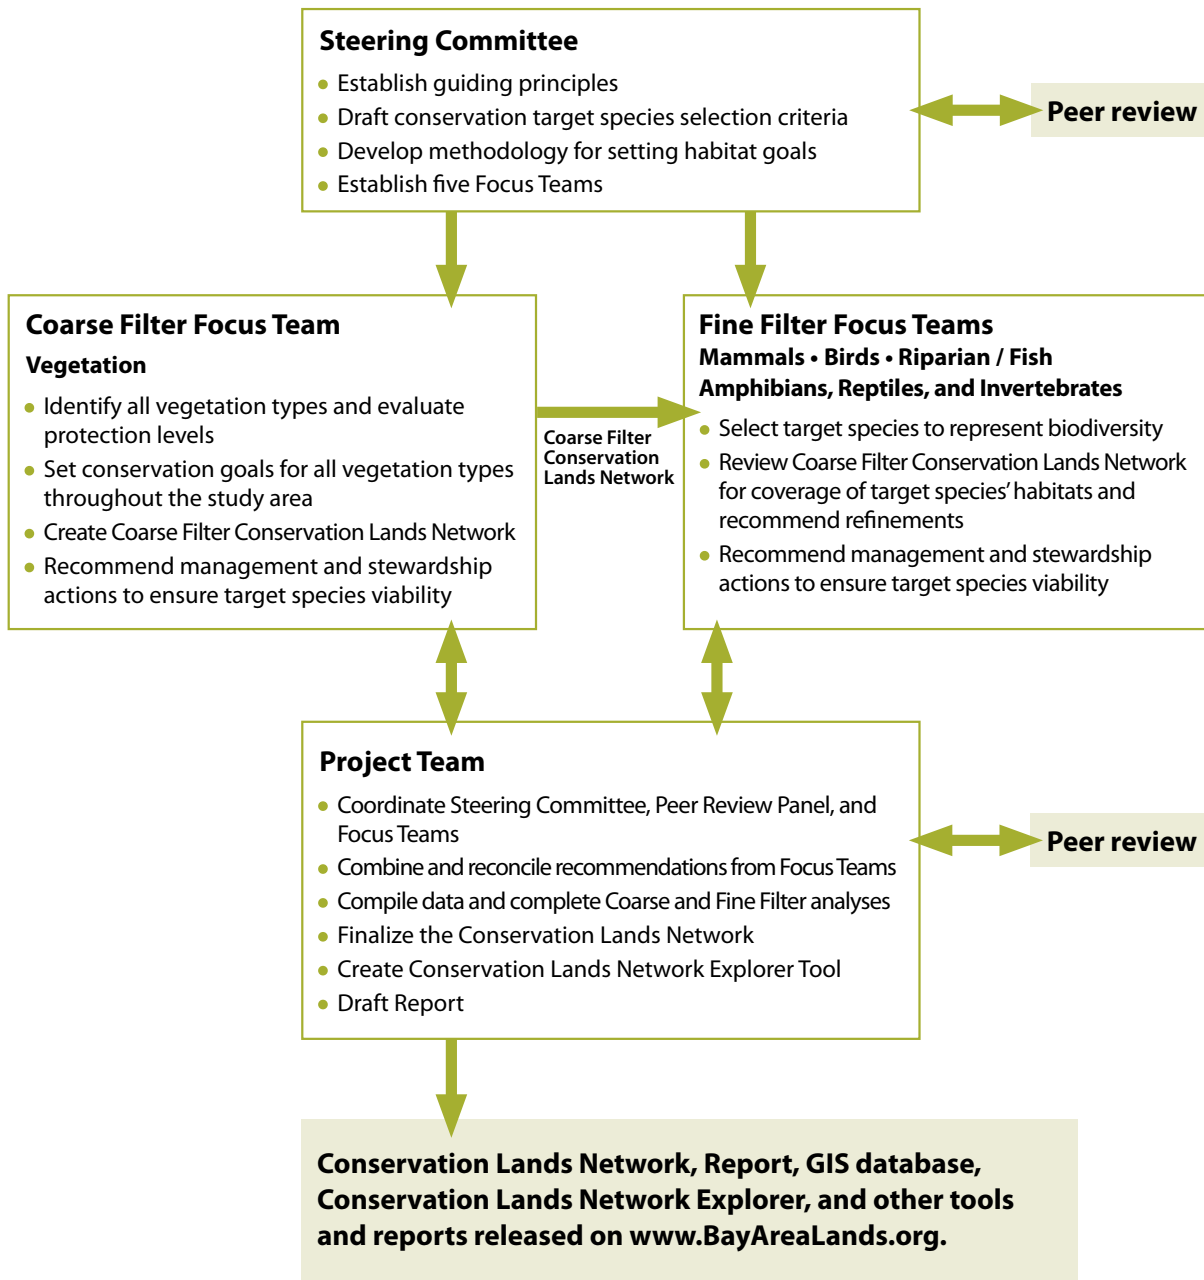 Steering Committee
• Establish guiding principles
• Draft conservation target species selection criteria
• Develop methodology for setting habitat goals
• Establish five Focus Teams
Peer review
Coarse Filter Focus Team
Vegetation
• Identify all vegetation types and evaluate
protection levels
• Set conservation goals for all vegetation types
throughout the study area
• Create Coarse Filter Conservation Lands Network
• Recommend management and stewardship
actions to ensure target species viability
Coarse Filter
Conservation
Lands Network
Fine Filter Focus Teams
Mammals • Birds • Riparian / Fish
Amphibians, Reptiles, and Invertebrates
• Select target species to represent biodiversity
• Review Coarse Filter Conservation Lands Network
for coverage of target species’ habitats and
recommend refinements
• Recommend management and stewardship
actions to ensure target species viability
Project Team
• Coordinate Steering Committee, Peer Review Panel, and
Focus Teams
• Combine and reconcile recommendations from Focus Teams
• Compile data and complete Coarse and Fine Filter analyses
• Finalize the Conservation Lands Network
• Create Conservation Lands Network Explorer Tool
• Draft Report
Peer review
Conservation Lands Network, Report, GIS database,
Conservation Lands Network Explorer, and other tools
and reports released on www.BayAreaLands.org.